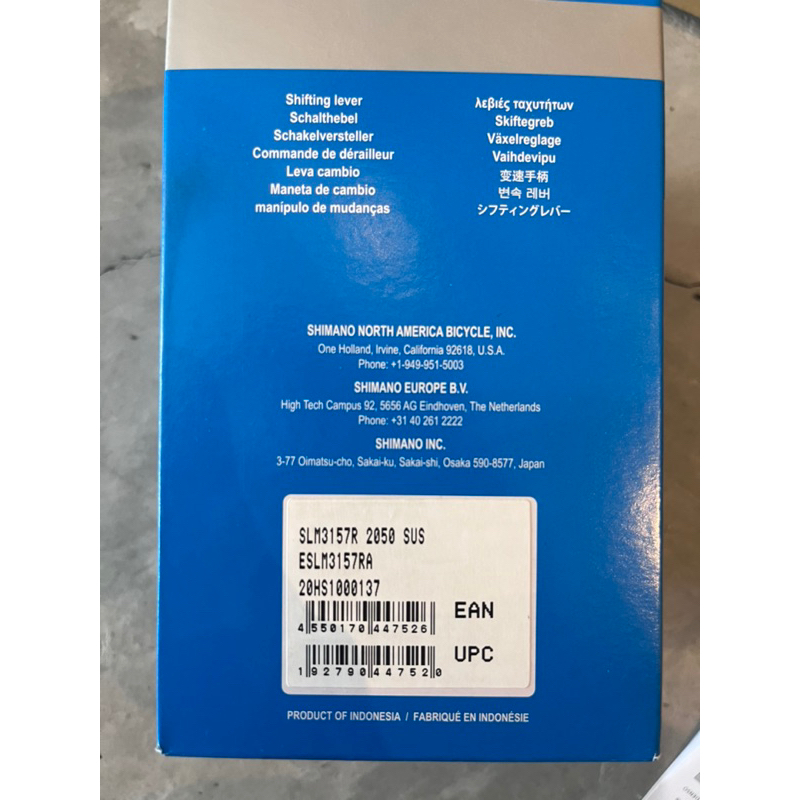 Shifting lever
Schalthebel
Schakelversteller
Commande de dérailleur
Leva cambio
Maneta de cambio
manípulo de mudanças
λεβιές ταχυτήτων
Skiftegreb
Växelreglage
Vaihdevipu
变速手柄
변속 레버
シフティングレバー
SHIMANO NORTH AMERICA BICYCLE, INC.
One Holland, Irvine, California 92618, U.S.A.
Phone: +1-949-951-5003
SHIMANO EUROPE B.V.
High Tech Campus 92, 5656 AG Eindhoven, The Netherlands
Phone: +31 40 261 2222
SHIMANO INC.
3-77 Oimatsu-cho, Sakai-ku, Sakai-shi, Osaka 590-8577, Japan
SLM3157R 2050 SUS
ESLM3157RA
20HS1000137
EAN
4 550170 447526
UPC
1 92790 44752 0
PRODUCT OF INDONESIA / FABRIQUÉ EN INDONÉSIE